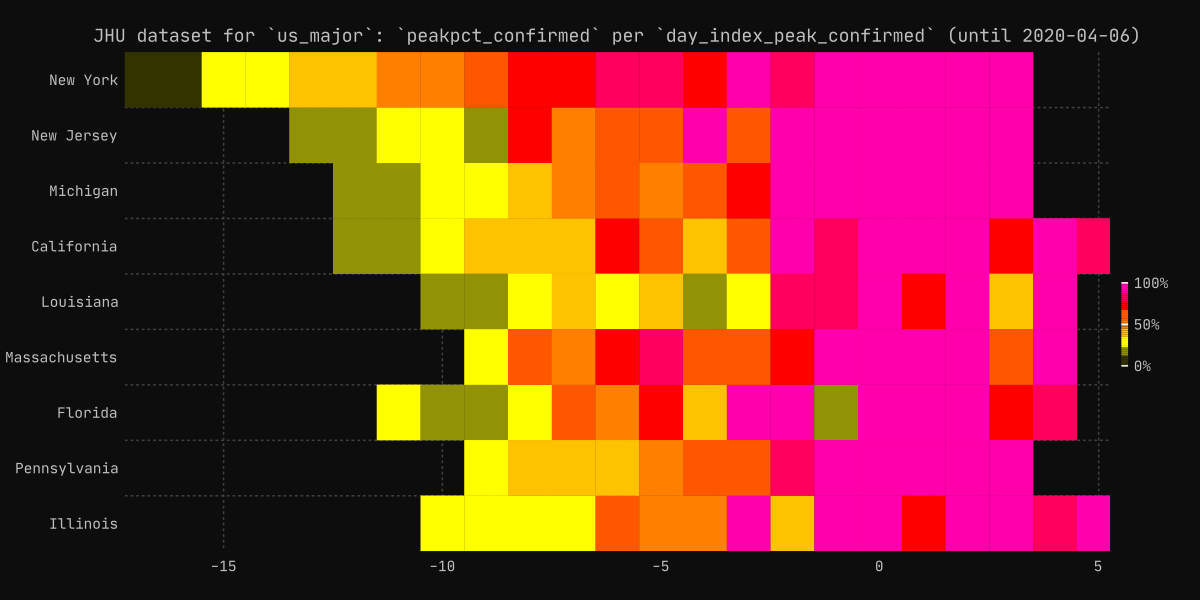 JHU dataset for `us_major`: `peakpct_confirmed` per `day_index_peak_confirmed` (until 2020-04-06)
New York
New Jersey
Michigan
California
Louisiana
Massachusetts
Florida
Pennsylvania
Illinois
100%
50%
0%
-15
-10
-5
0
5